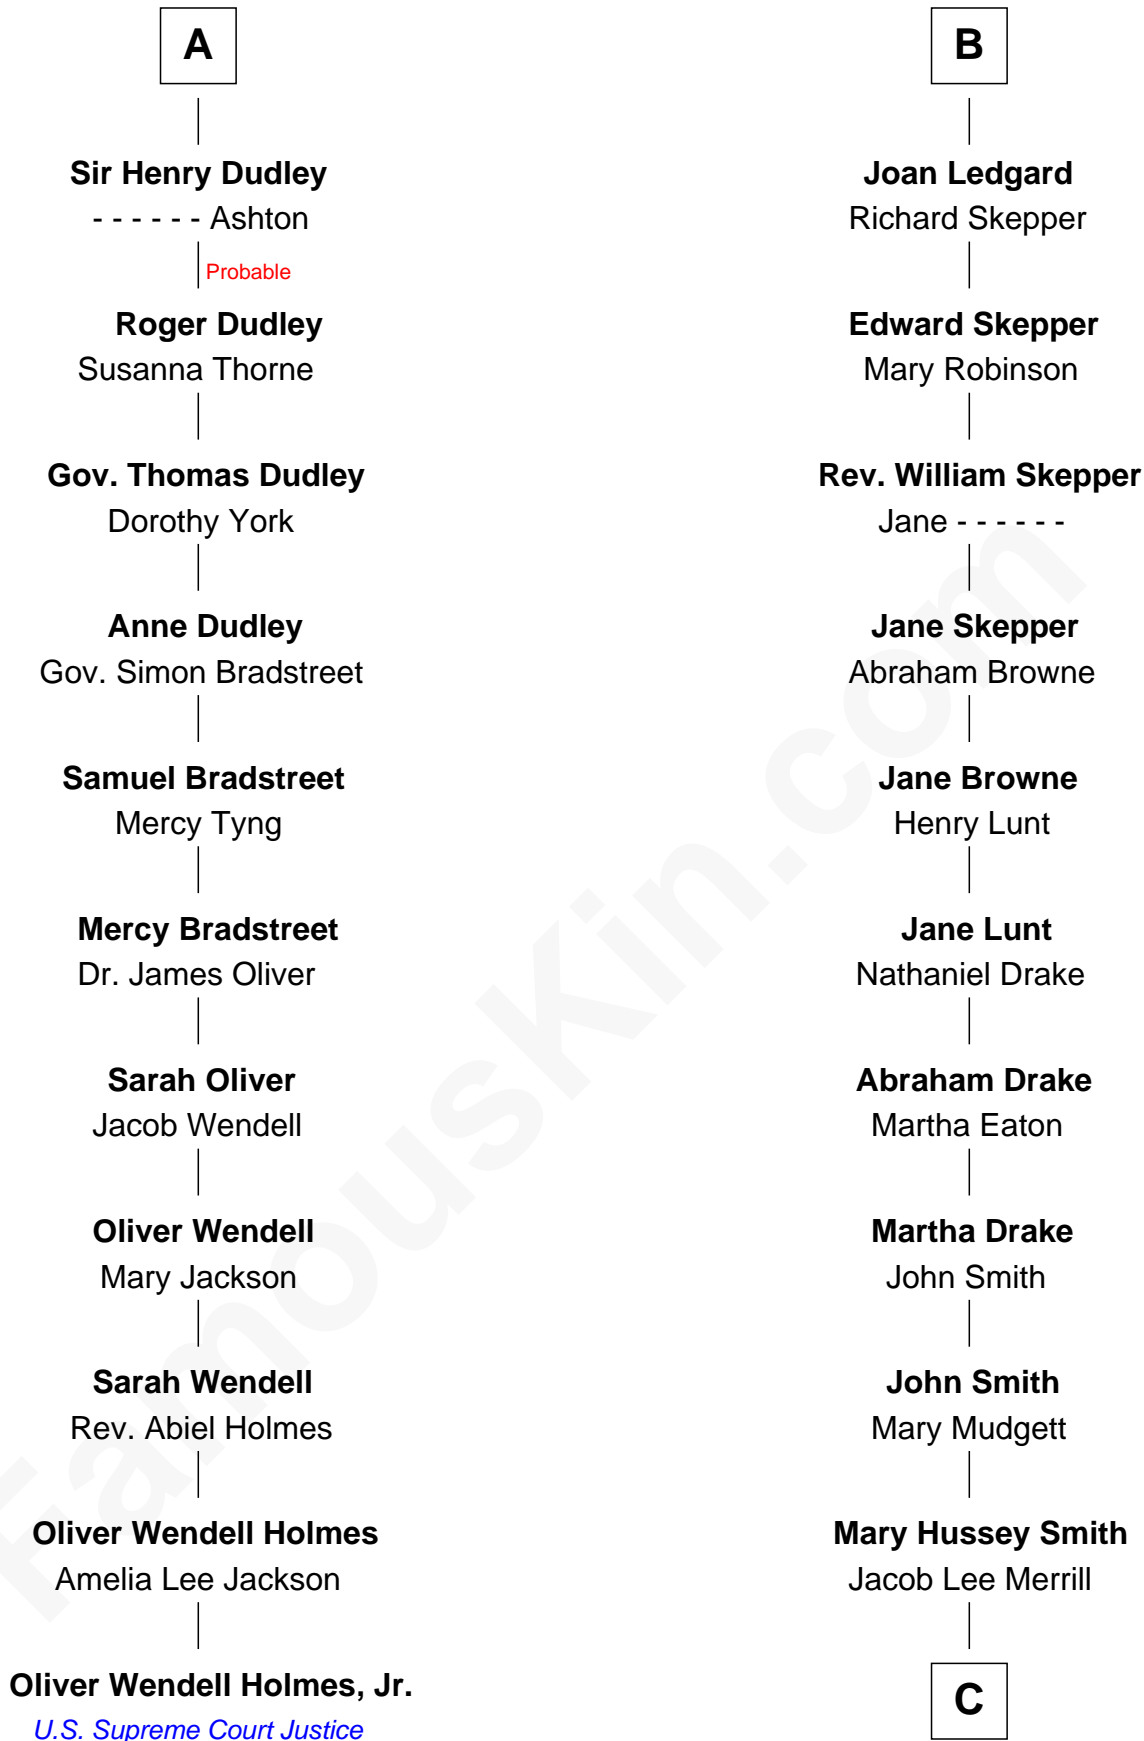 A
Sir Henry Dudley
- - - - - - Ashton
Probable
Roger Dudley
Susanna Thorne
Gov. Thomas Dudley
Dorothy York
Anne Dudley
Gov. Simon Bradstreet
Samuel Bradstreet
Mercy Tyng
Mercy Bradstreet
Dr. James Oliver
Sarah Oliver
Jacob Wendell
Oliver Wendell
Mary Jackson
Sarah Wendell
Rev. Abiel Holmes
Oliver Wendell Holmes
Amelia Lee Jackson
Oliver Wendell Holmes, Jr.
U.S. Supreme Court Justice
B
Joan Ledgard
Richard Skepper
Edward Skepper
Mary Robinson
Rev. William Skepper
Jane - - - - - -
Jane Skepper
Abraham Browne
Jane Browne
Henry Lunt
Jane Lunt
Nathaniel Drake
Abraham Drake
Martha Eaton
Martha Drake
John Smith
John Smith
Mary Mudgett
Mary Hussey Smith
Jacob Lee Merrill
C
FamousKin.com